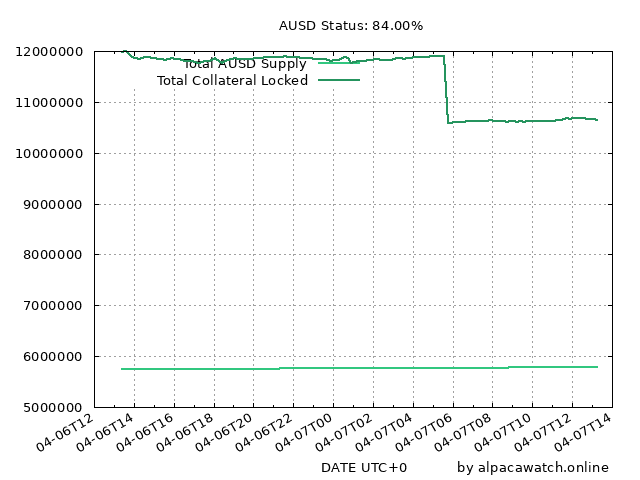 AUSD Status: 84.00%
12000000
11000000
10000000
9000000
8000000
7000000
6000000
5000000
Total AUSD Supply
Total Collateral Locked
04-06T12
04-06T14
04-06T16
04-06T18
04-06T20
04-06T22
04-07T00
04-07T02
04-07T04
04-07T06
04-07T08
04-07T10
04-07T12
04-07T14
DATE UTC+0
by alpacawatch.online